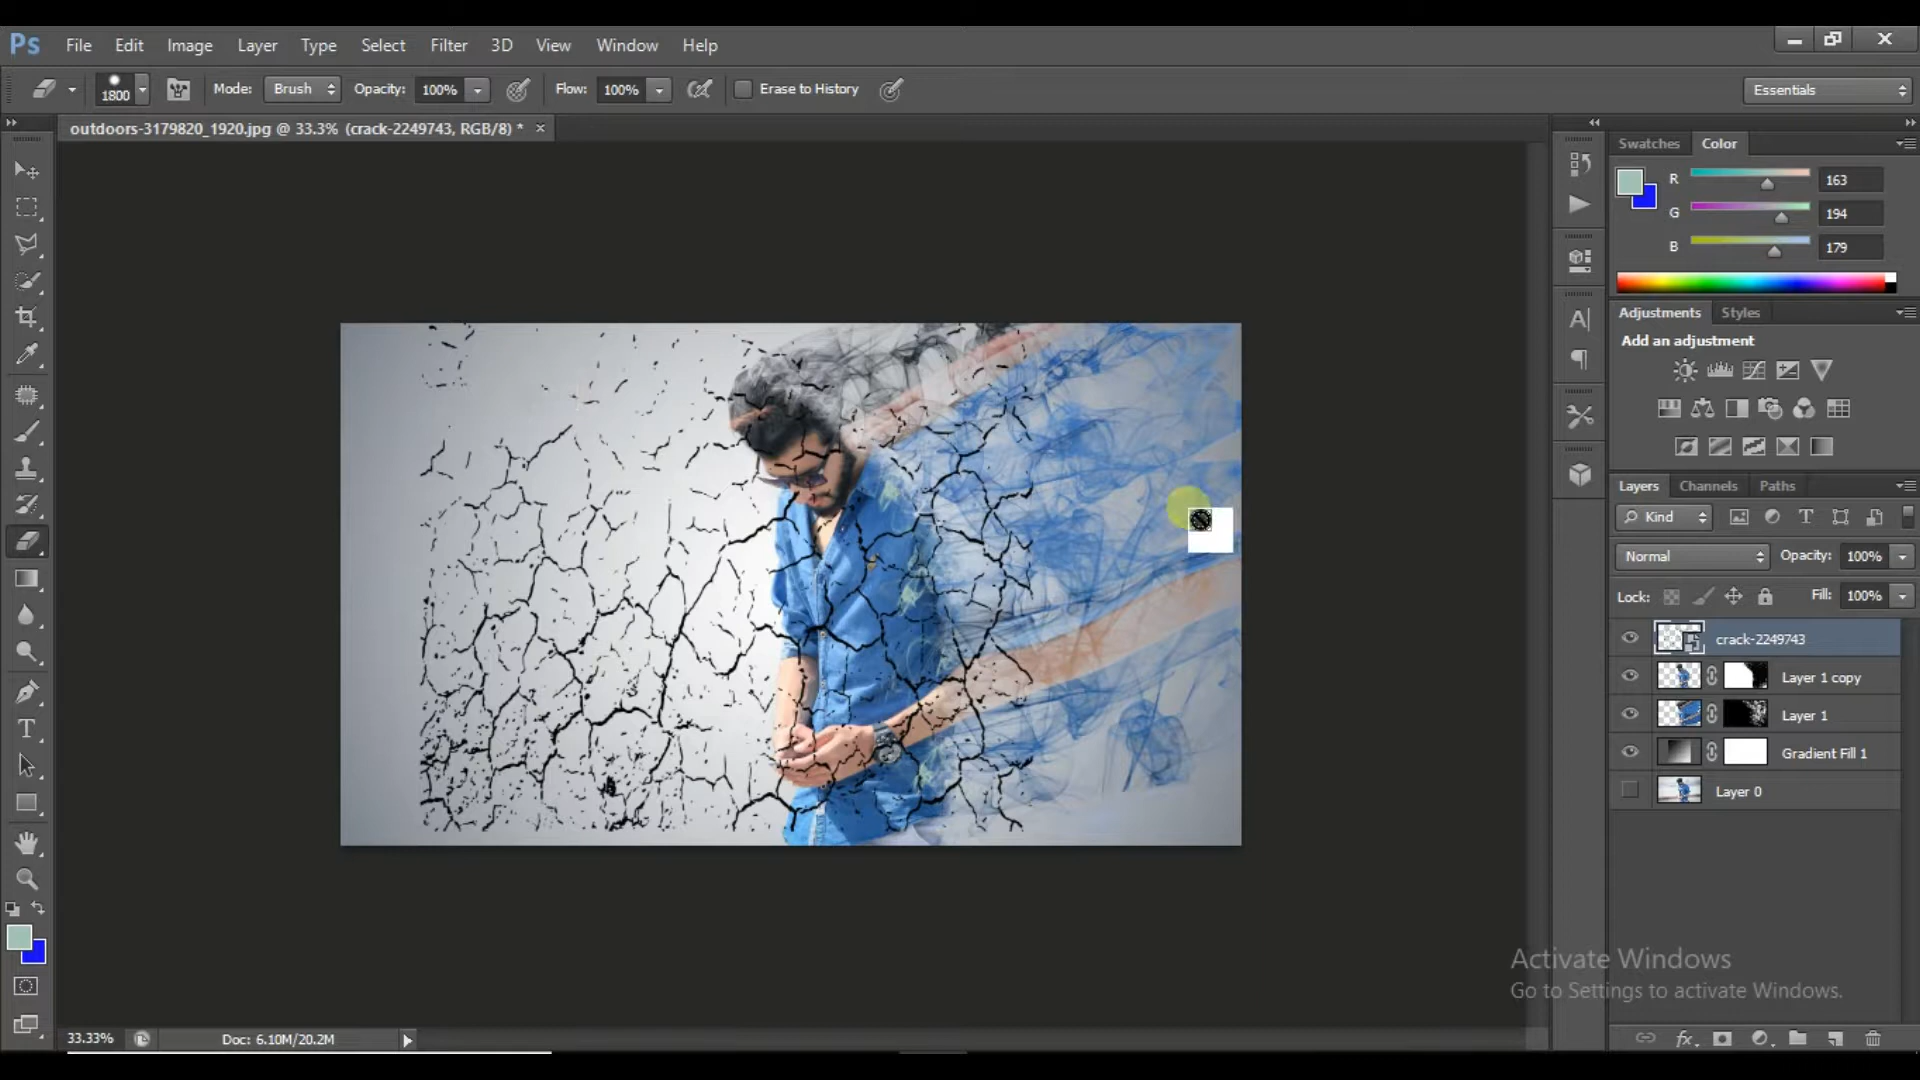 Ps File Edit Image Layer Type Select Filter 3D View Window Help
1800 Mode: Brush Opacity: 100% Flow: 100% Erase to History Essentials
outdoors-3179820_1920.jpg @ 33.3% (crack-2249743, RGB/8) * ×
Swatches Color
R 163
G 194
B 179
Adjustments Styles
Add an adjustment
Layers Channels Paths
Kind
Normal Opacity: 100%
Lock: Fill: 100%
crack-2249743
Layer 1 copy
Layer 1
Gradient Fill 1
Layer 0
Activate Windows
Go to Settings to activate Windows.
33.33% Doc: 6.10M/20.2M